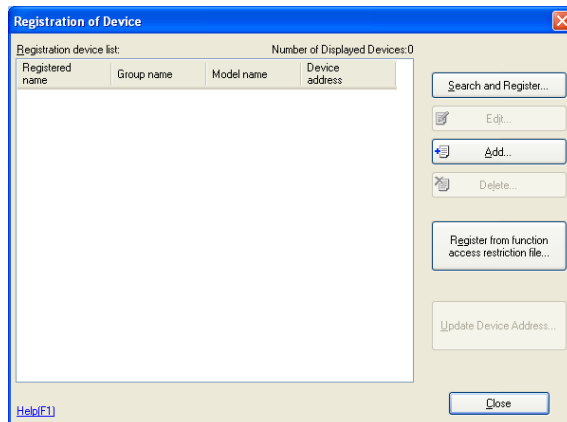 Registration of Device
Registration device list:
Number of Displayed Devices:0
Registered name
Group name
Model name
Device address
Search and Register...
Edit...
Add...
Delete...
Register from function
access restriction file...
Update Device Address...
Help(F1)
Close